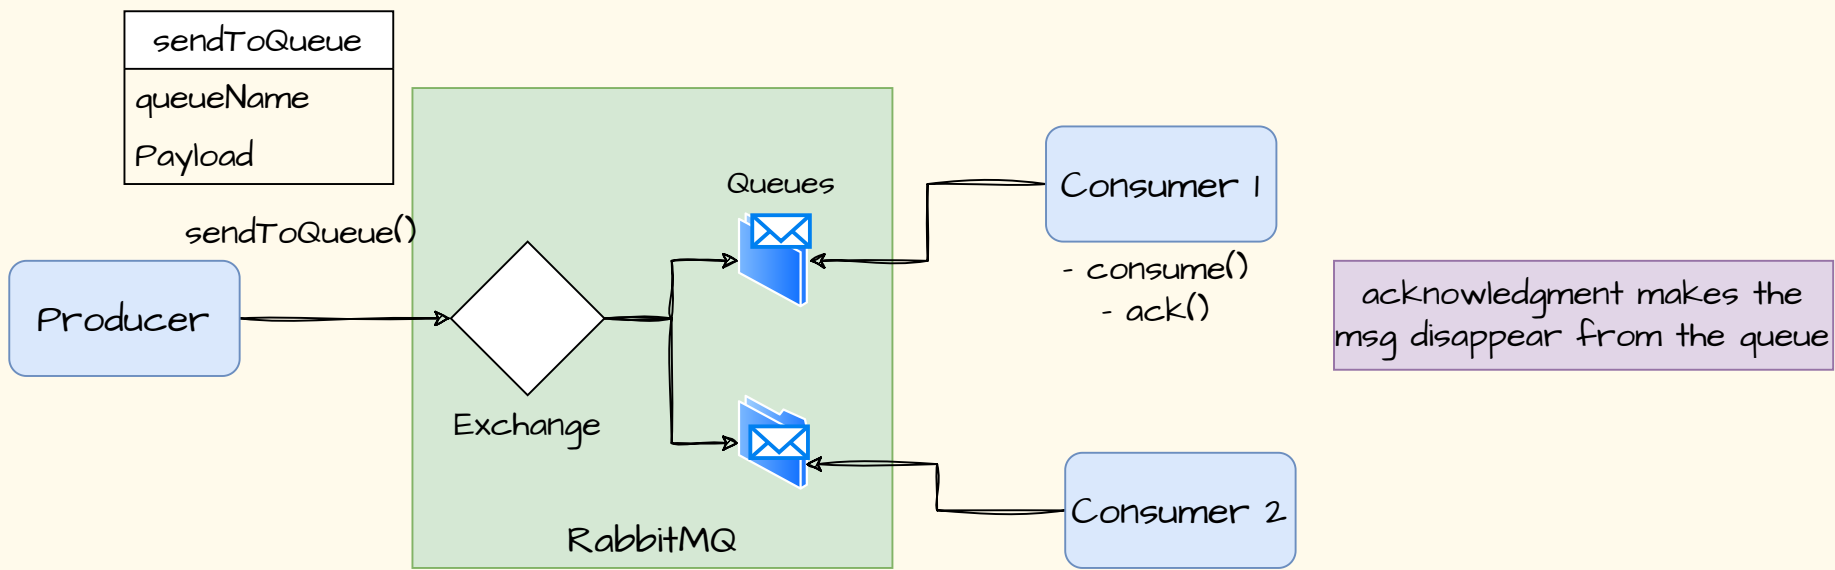 sendToQueue
queueName
Payload
sendToQueue()
Producer
Exchange
Queues
RabbitMQ
Consumer 1
- consume()
- ack()
Consumer 2
acknowledgment makes the
msg disappear from the queue